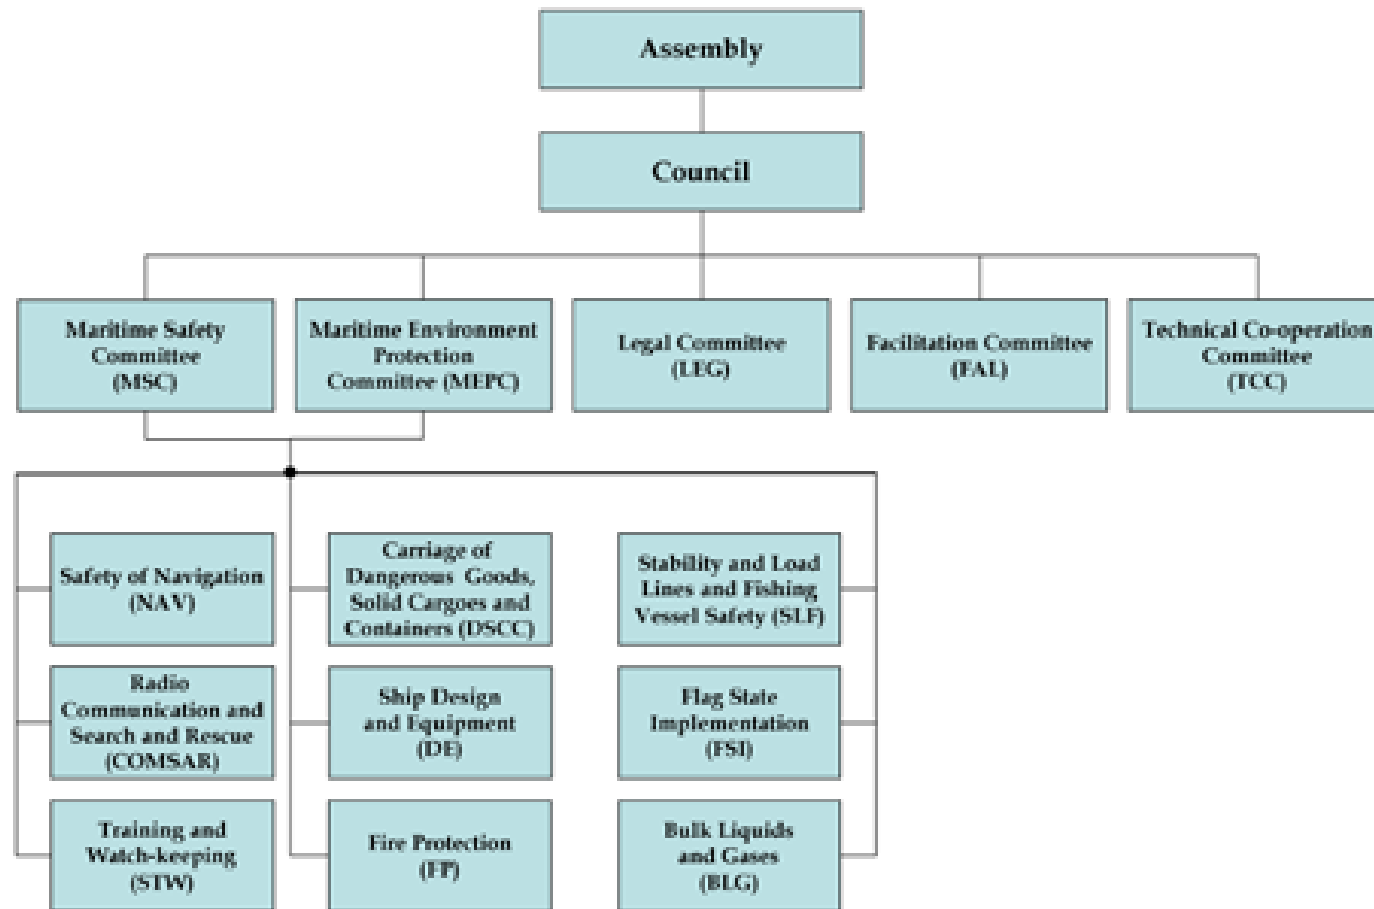 Assembly
Council
Maritime Safety
Committee
(MSC)
Maritime Environment
Protection
Committee (MEPC)
Legal Committee
(LEG)
Facilitation Committee
(FAL)
Technical Co-operation
Committee
(TCC)
Safety of Navigation
(NAV)
Carriage of
Dangerous Goods,
Solid Cargoes and
Containers (DSCC)
Stability and Load
Lines and Fishing
Vessel Safety (SLF)
Radio
Communication and
Search and Rescue
(COMSAR)
Ship Design
and Equipment
(DE)
Flag State
Implementation
(FSI)
Training and
Watch-keeping
(STW)
Fire Protection
(FP)
Bulk Liquids
and Gases
(BLG)